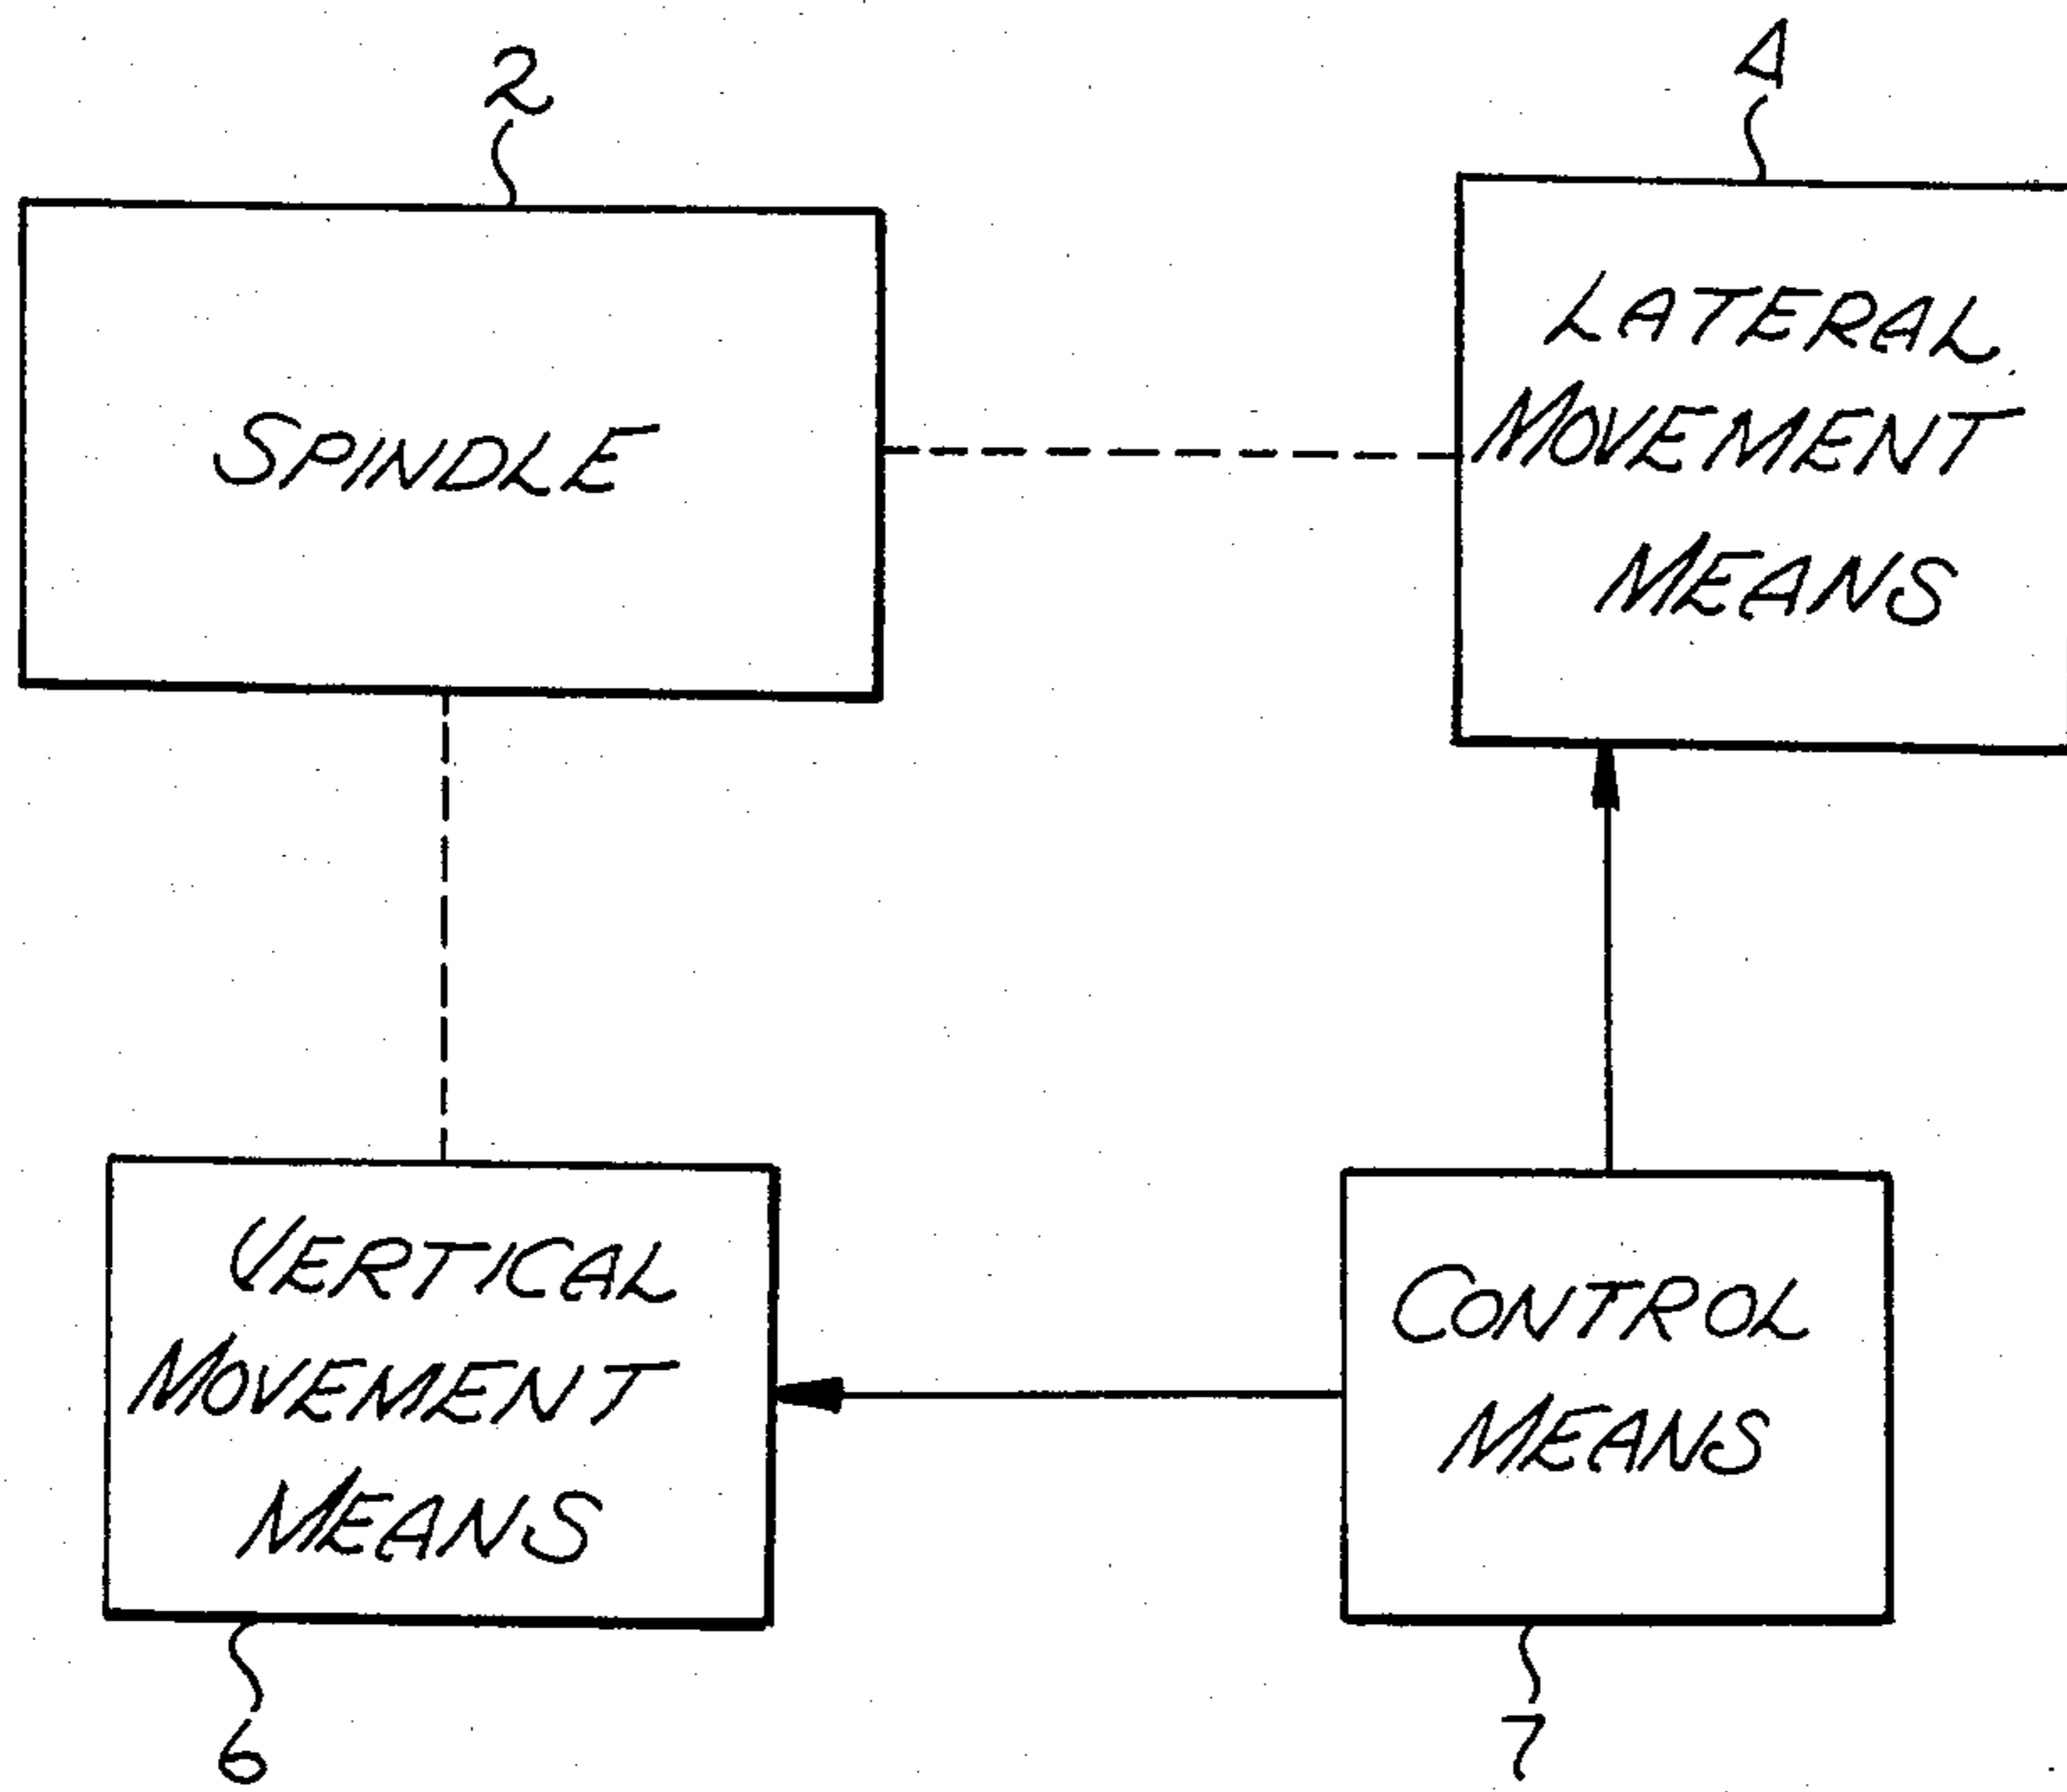 2
4
SPINDLE
LATERAL
MOVEMENT
MEANS
VERTICAL
MOVEMENT
MEANS
CONTROL
MEANS
6
7